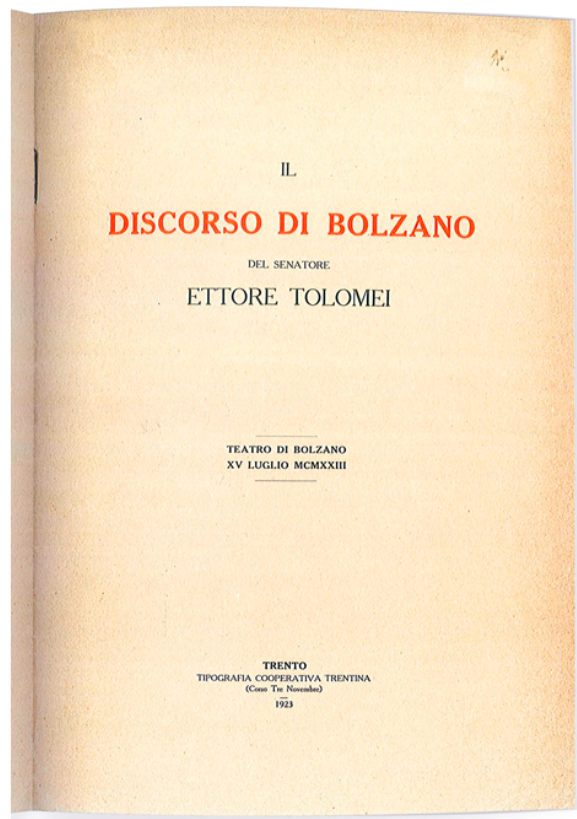 IL
DISCORSO DI BOLZANO
DEL SENATORE
ETTORE TOLOMEI
TEATRO DI BOLZANO
XV LUGLIO MCMXXIII
TRENTO
TIPOGRAFIA COOPERATIVA TRENTINA
(Corso Tre Novembre)
1923